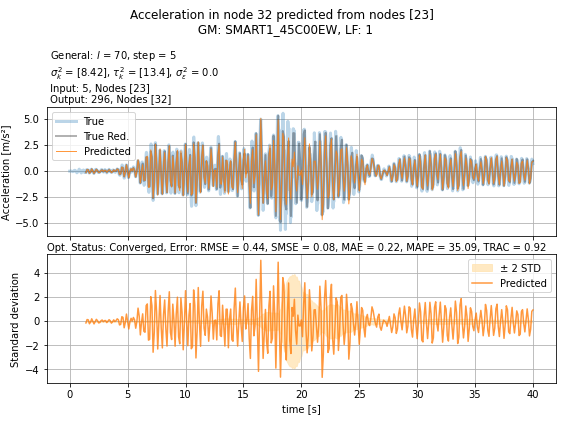 Acceleration in node 32 predicted from nodes [23]
GM: SMART1_45C00EW, LF: 1
General: l = 70, step = 5
σ²ₖ = [8.42], τ²ₖ = [13.4], σ²ε = 0.0
Input: 5, Nodes [23]
Output: 296, Nodes [32]
True
True Red.
Predicted
Acceleration [m/s²]
5.0
2.5
0.0
−2.5
−5.0
Opt. Status: Converged, Error: RMSE = 0.44, SMSE = 0.08, MAE = 0.22, MAPE = 35.09, TRAC = 0.92
± 2 STD
Predicted
Standard deviation
4
2
0
−2
−4
0 5 10 15 20 25 30 35 40
time [s]